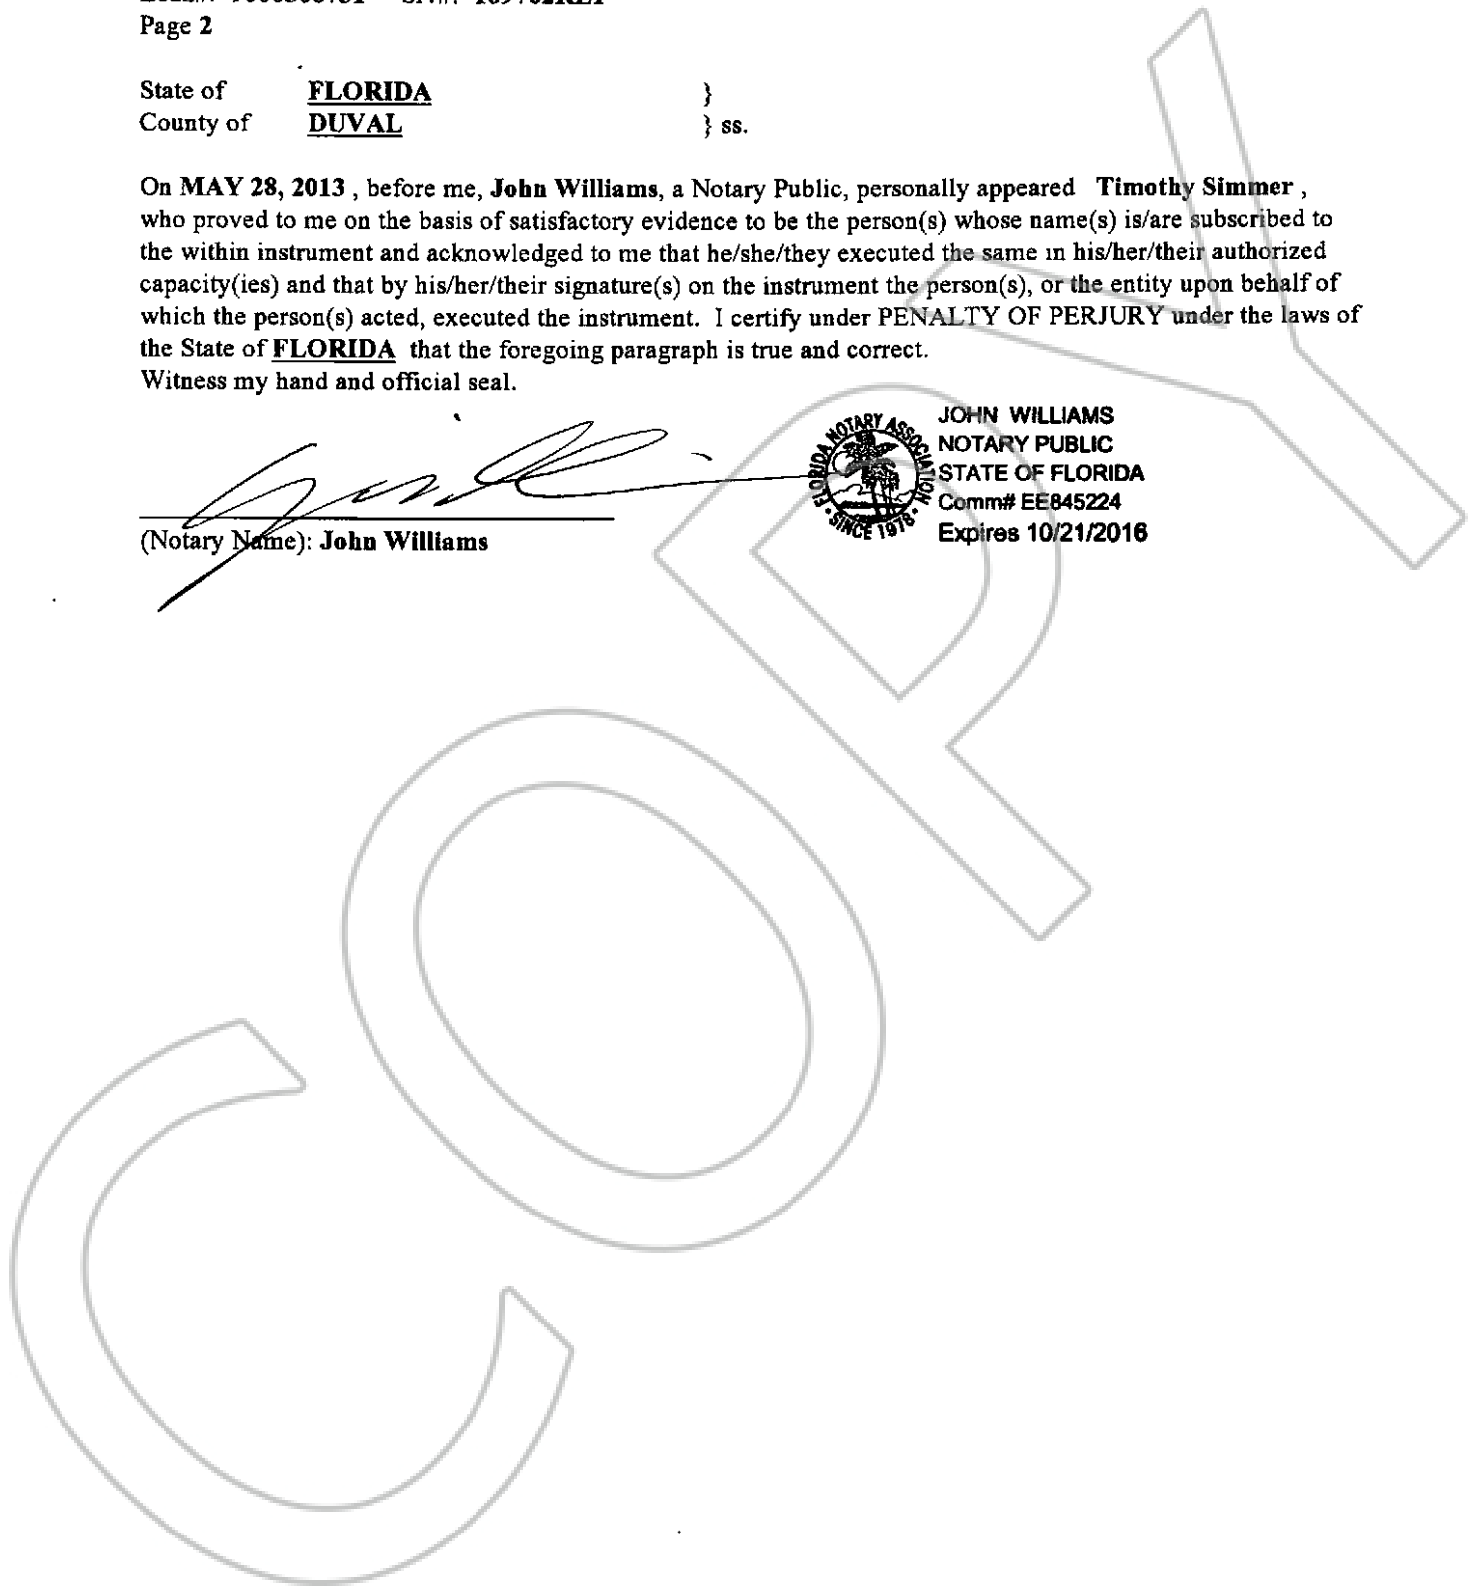 Page 2
State of FLORIDA }
County of DUVAL } ss.
On MAY 28, 2013 , before me, John Williams, a Notary Public, personally appeared Timothy Simmer ,
who proved to me on the basis of satisfactory evidence to be the person(s) whose name(s) is/are subscribed to
the within instrument and acknowledged to me that he/she/they executed the same in his/her/their authorized
capacity(ies) and that by his/her/their signature(s) on the instrument the person(s), or the entity upon behalf of
which the person(s) acted, executed the instrument. I certify under PENALTY OF PERJURY under the laws of
the State of FLORIDA that the foregoing paragraph is true and correct.
Witness my hand and official seal.
FLORIDA NOTARY ASSOCIATION
• SINCE 1978 •
JOHN WILLIAMS
NOTARY PUBLIC
STATE OF FLORIDA
Comm# EE845224
Expires 10/21/2016
(Notary Name): John Williams
COPY